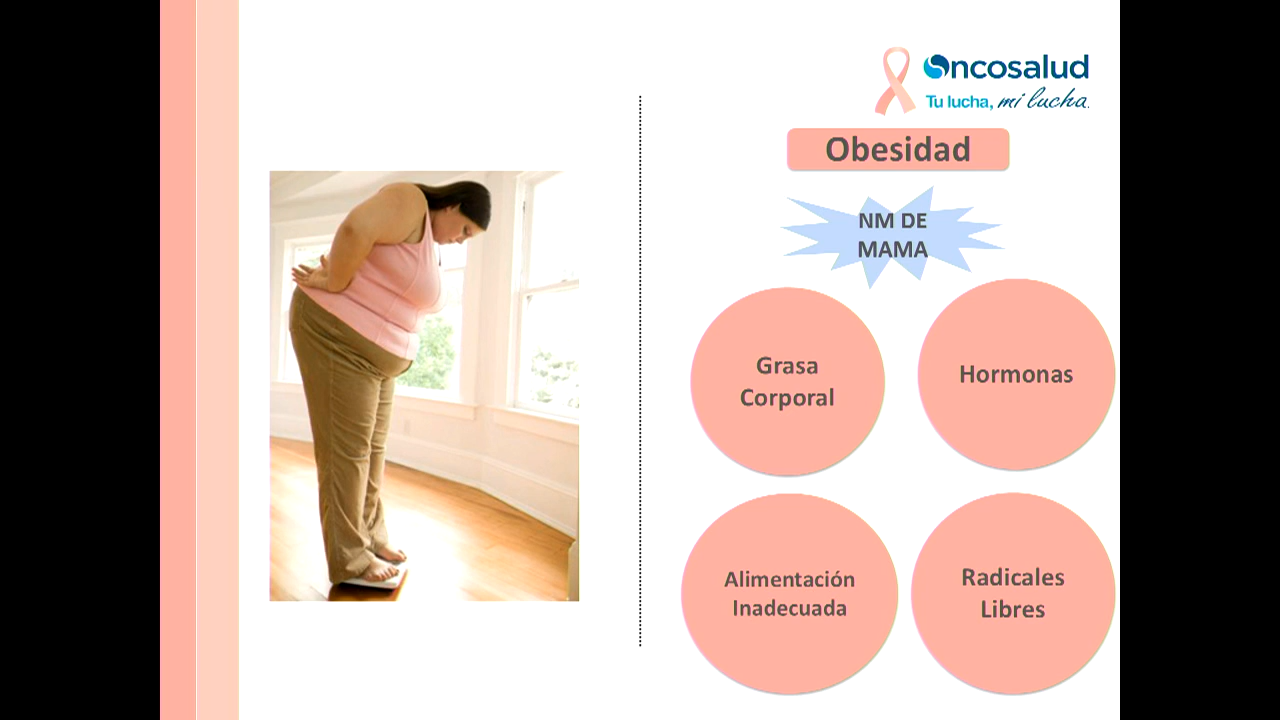 Oncosalud
Tu lucha, mi lucha.
Obesidad
NM DE
MAMA
Grasa
Corporal
Hormonas
Alimentación
Inadecuada
Radicales
Libres